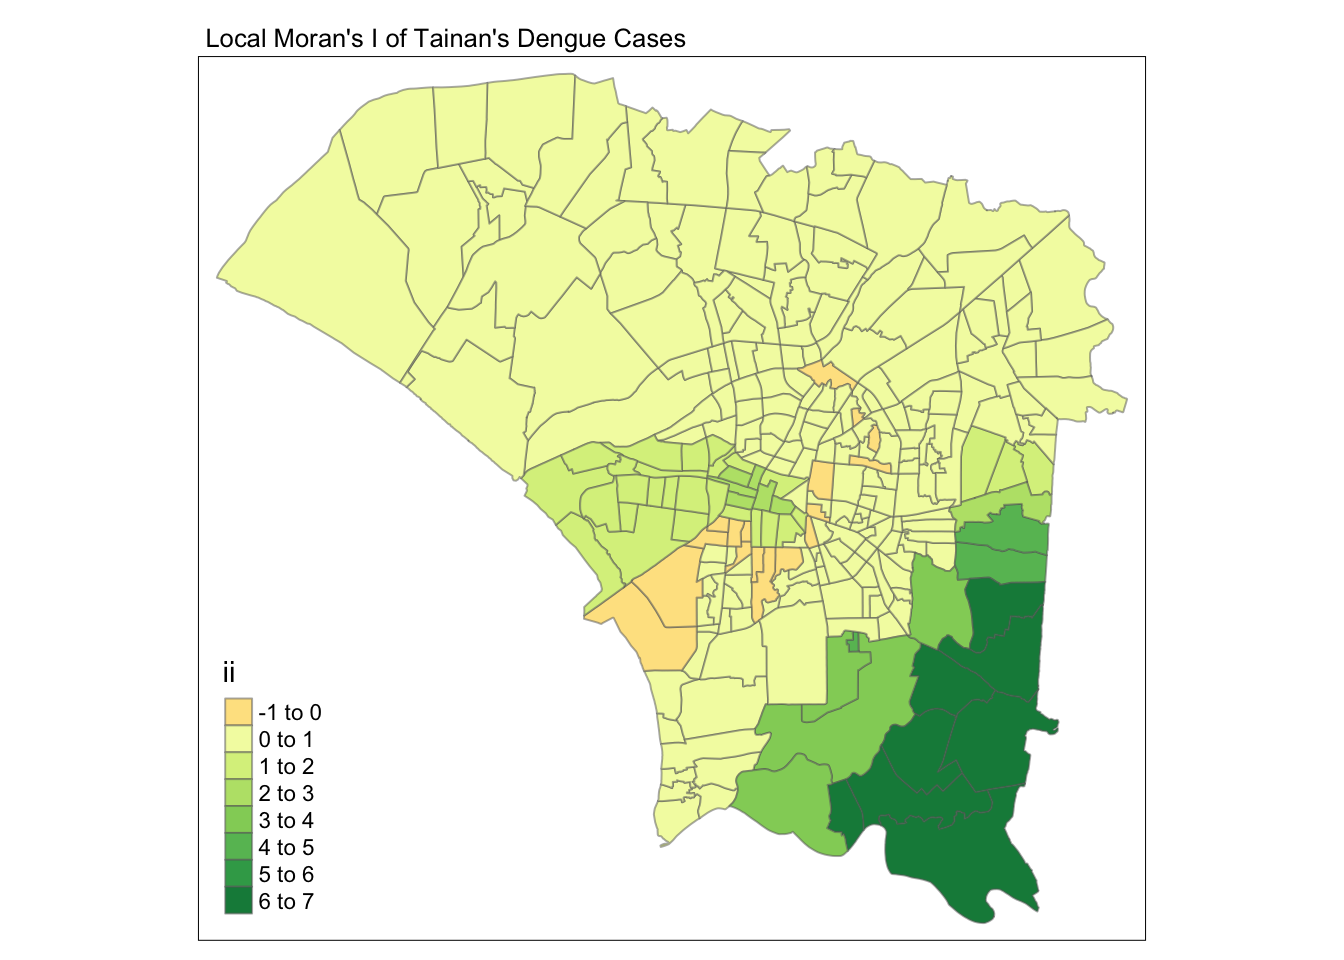 Local Moran's I of Tainan's Dengue Cases
ii
-1 to 0
0 to 1
1 to 2
2 to 3
3 to 4
4 to 5
5 to 6
6 to 7